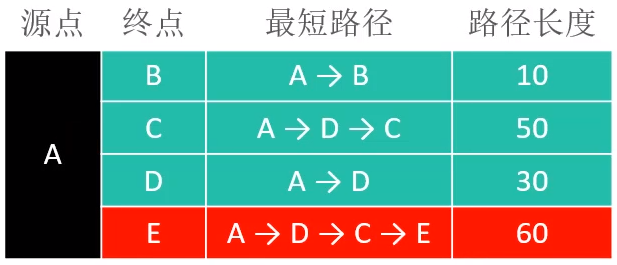 源点 终点 最短路径 路径长度
B A → B 10
C A → D → C 50
A
D A → D 30
E A → D → C → E 60